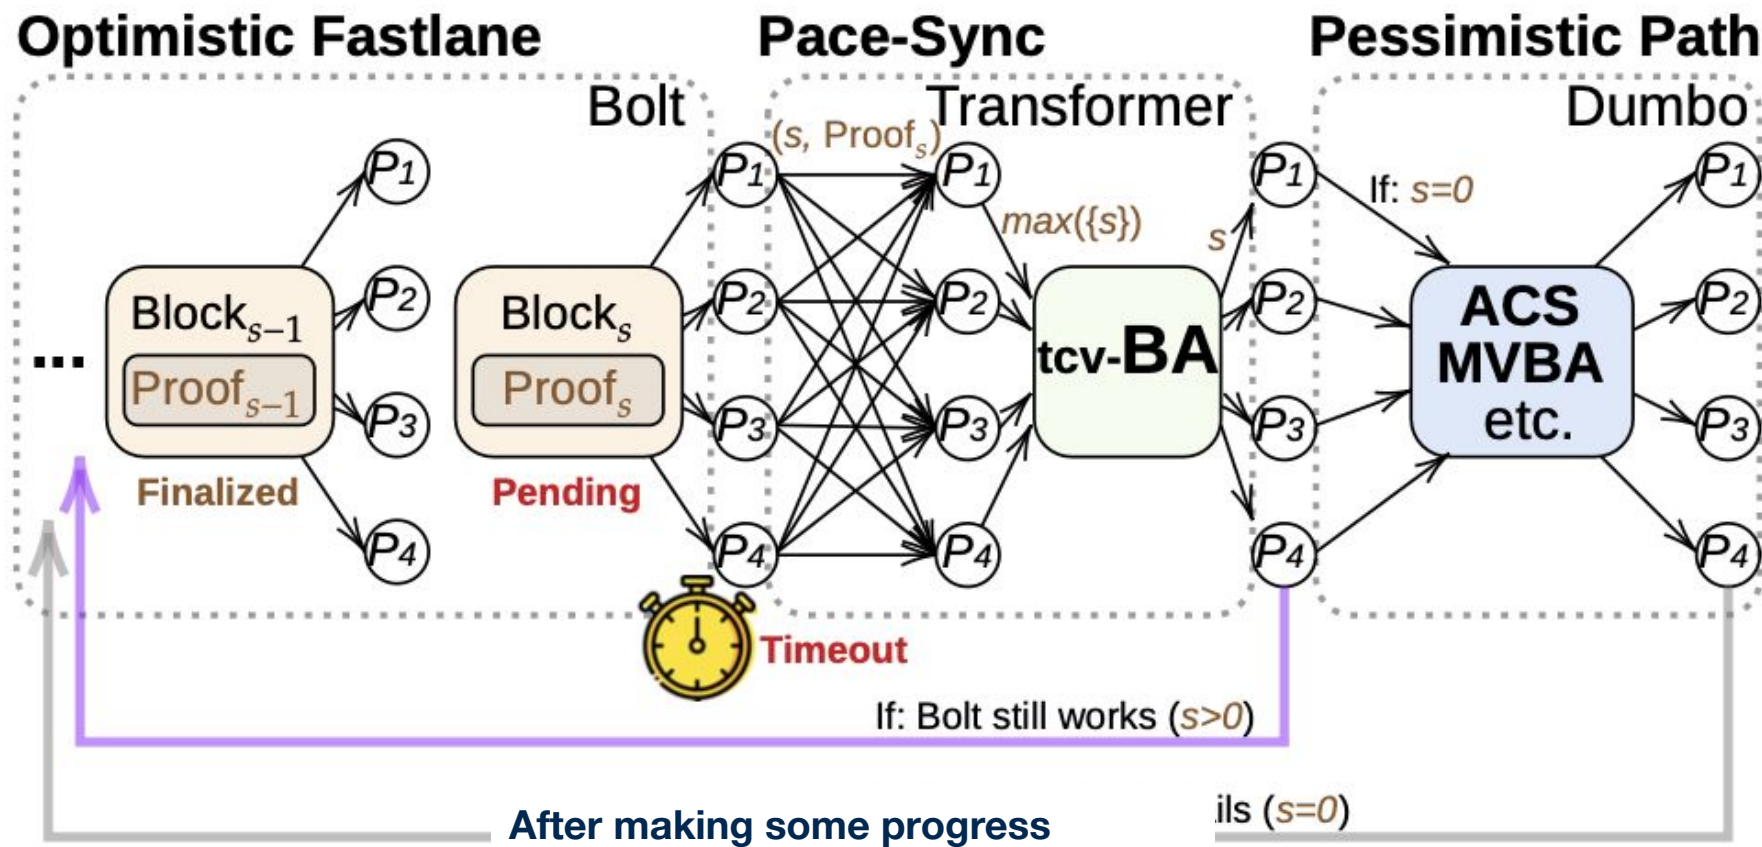 Optimistic Fastlane
Pace-Sync
Pessimistic Path
Bolt
Transformer
Dumbo
(s, Proofs)
P1
P1
P1
P1
P1
If: s=0
max({s})
s
Blocks−1
Proofs−1
Blocks
Proofs
P2
P2
P2
P2
P2
...
tcv-BA
ACS
MVBA
etc.
P3
P3
P3
P3
P3
Finalized
Pending
P4
P4
P4
P4
P4
Timeout
If: Bolt still works (s>0)
After making some progress
ils (s=0)